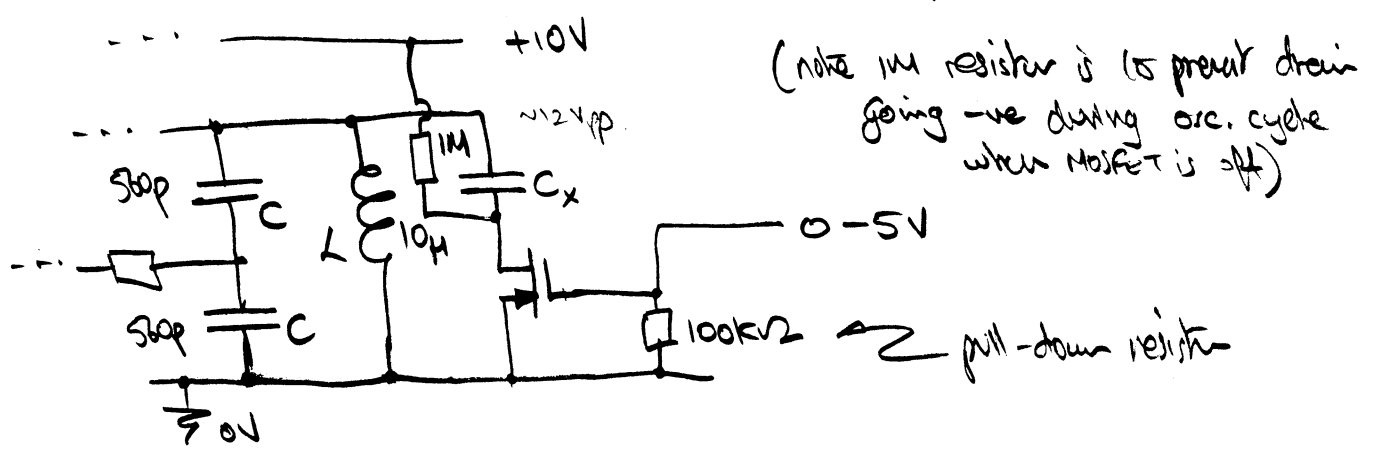 +10V
(note 1M resistor is to prevent drain
going -ve during osc. cycle
when MOSFET is off)
~12Vpp.
1M
560p
C
Cx
L
10μ
0-5V
560p
C
100kΩ
pull-down resistor
0V